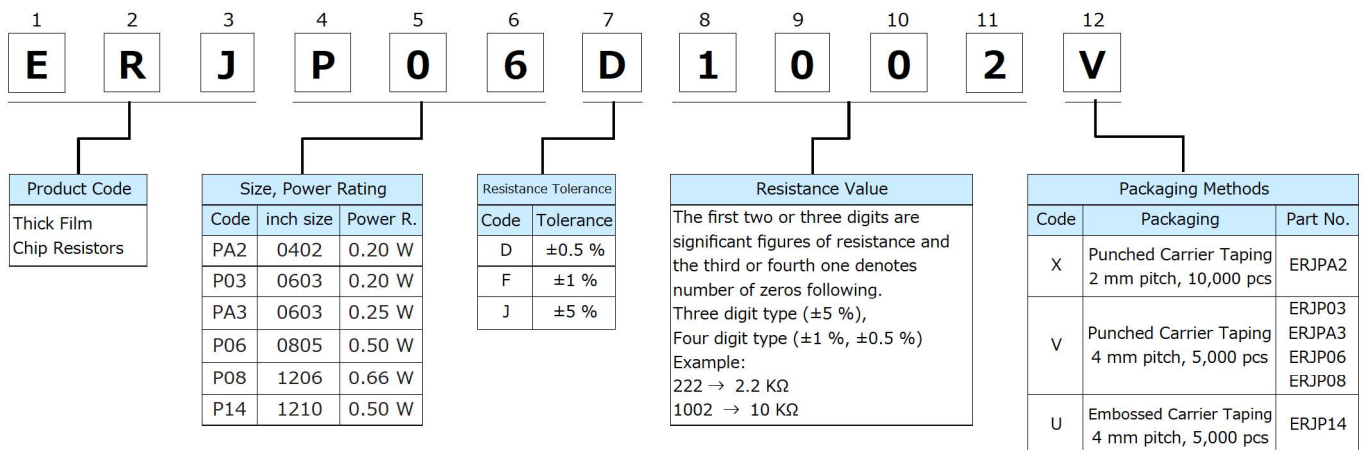 1 2 3 4 5 6 7 8 9 10 11 12
E R J P 0 6 D 1 0 0 2 V
Product Code
Thick Film
Chip Resistors
Size, Power Rating
Code inch size Power R.
PA2 0402 0.20 W
P03 0603 0.20 W
PA3 0603 0.25 W
P06 0805 0.50 W
P08 1206 0.66 W
P14 1210 0.50 W
Resistance Tolerance
Code Tolerance
D ±0.5 %
F ±1 %
J ±5 %
Resistance Value
The first two or three digits are
significant figures of resistance and
the third or fourth one denotes
number of zeros following.
Three digit type (±5 %),
Four digit type (±1 %, ±0.5 %)
Example:
222 → 2.2 KΩ
1002 → 10 KΩ
Packaging Methods
Code Packaging Part No.
X Punched Carrier Taping
2 mm pitch, 10,000 pcs ERJPA2
V Punched Carrier Taping
4 mm pitch, 5,000 pcs
ERJP03
ERJPA3
ERJP06
ERJP08
U Embossed Carrier Taping
4 mm pitch, 5,000 pcs ERJP14